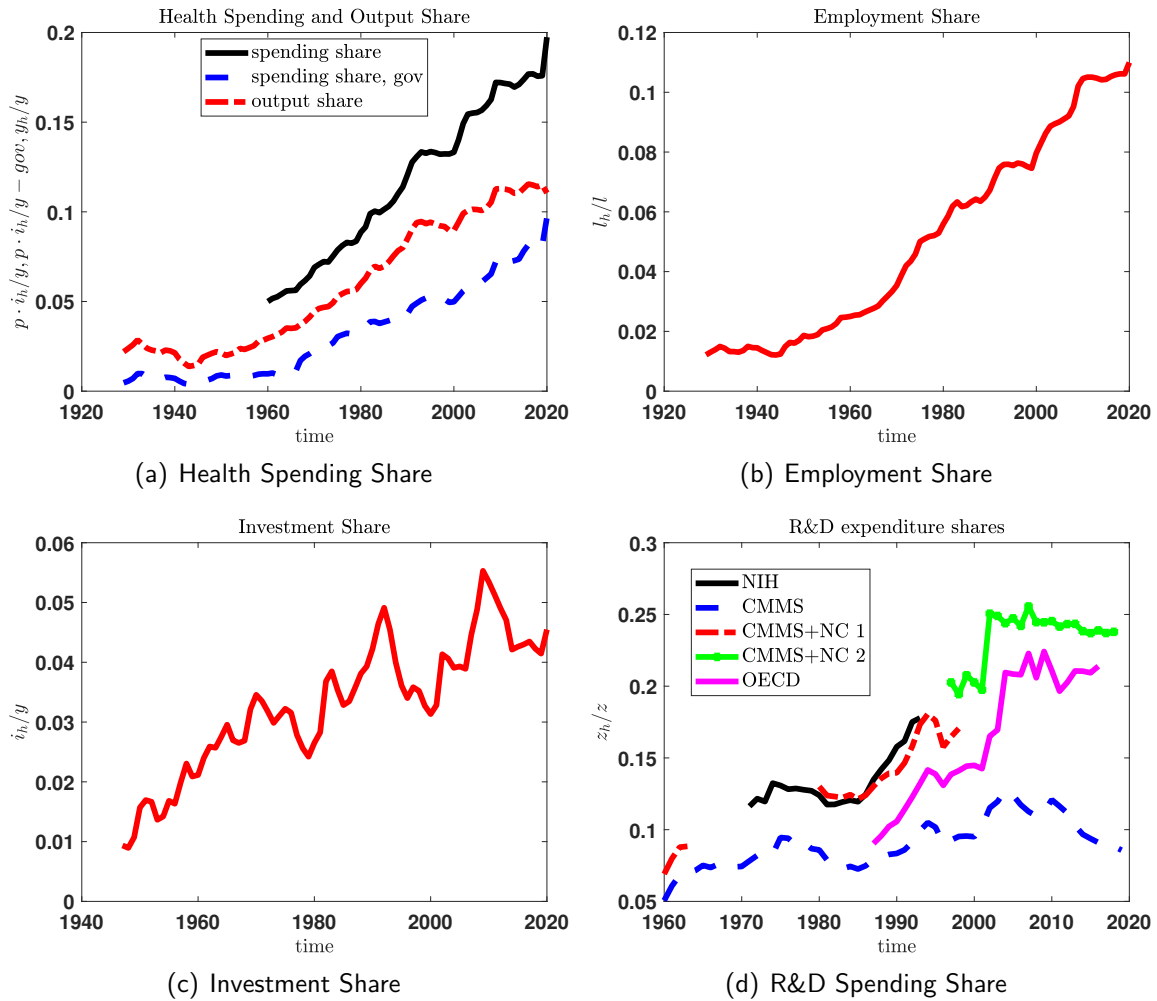 Health Spending and Output Share
p · i_h/y, p · i_h/y − gov, y_h/y
0.2
0.15
0.1
0.05
0
spending share
spending share, gov
output share
1920 1940 1960 1980 2000 2020
time
(a) Health Spending Share
Employment Share
l_h/l
0.12
0.1
0.08
0.06
0.04
0.02
0
1920 1940 1960 1980 2000 2020
time
(b) Employment Share
Investment Share
i_h/y
0.06
0.05
0.04
0.03
0.02
0.01
0
1940 1960 1980 2000 2020
time
(c) Investment Share
R&D expenditure shares
z_h/z
0.3
0.25
0.2
0.15
0.1
0.05
NIH
CMMS
CMMS+NC 1
CMMS+NC 2
OECD
1960 1970 1980 1990 2000 2010 2020
time
(d) R&D Spending Share